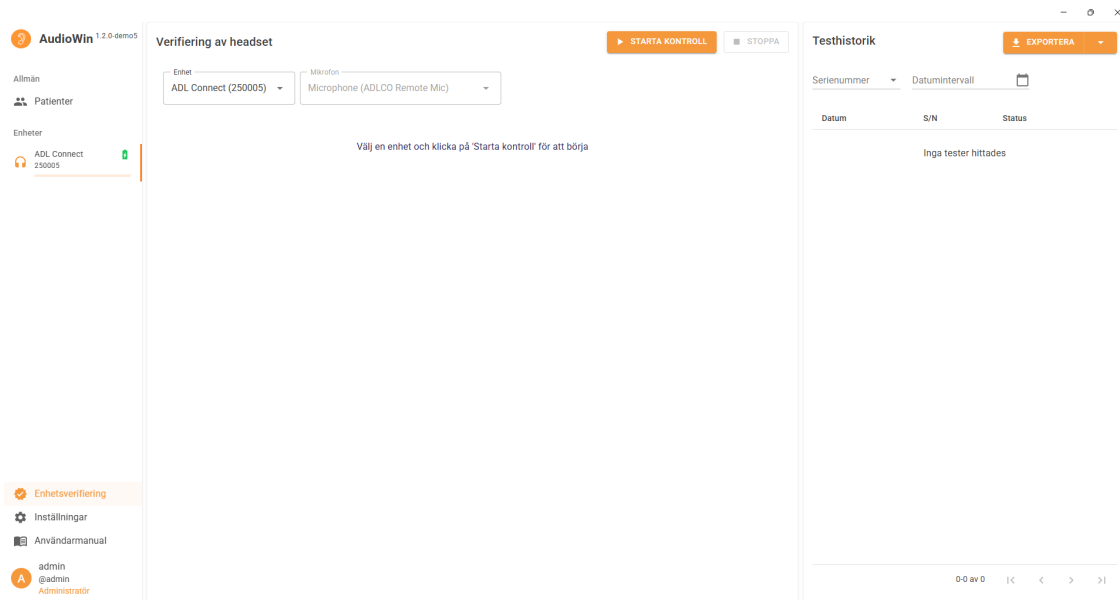 AudioWin 1.2.0-demo5
Allmän
Patienter
Enheter
ADL Connect
250005
Enhetsverifiering
Inställningar
Användarmanual
A
admin
@admin
Administratör
Verifiering av headset
STARTA KONTROLL
STOPPA
Enhet
ADL Connect (250005)
Mikrofon
Microphone (ADLCO Remote Mic)
Välj en enhet och klicka på 'Starta kontroll' för att börja
Testhistorik
EXPORTERA
Serienummer
Datumintervall
Datum S/N Status
Inga tester hittades
0-0 av 0